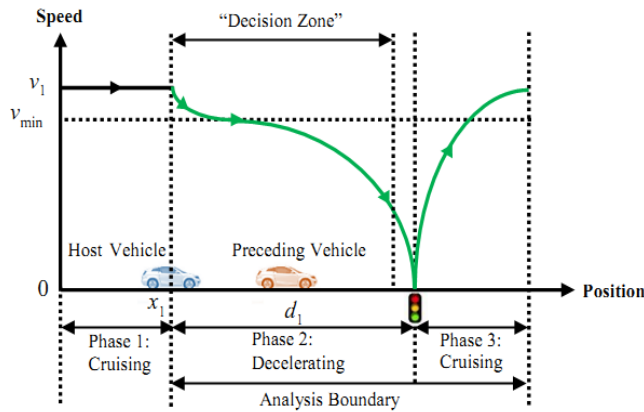 Speed
“Decision Zone”
v1
vmin
Host Vehicle
Preceding Vehicle
0
Position
x1
d1
Phase 1:
Cruising
Phase 2:
Decelerating
Phase 3:
Cruising
Analysis Boundary